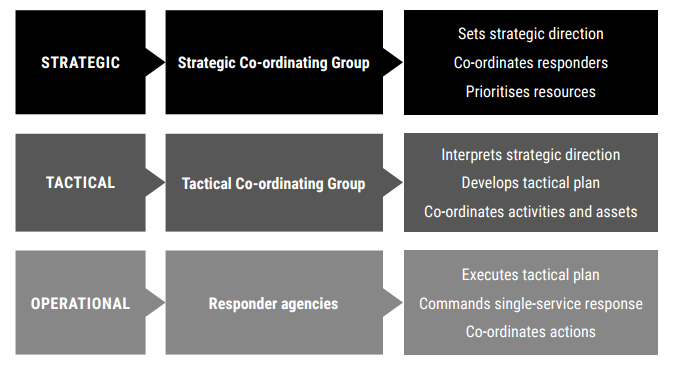 STRATEGIC
Strategic Co-ordinating Group
Sets strategic direction
Co-ordinates responders
Prioritises resources
TACTICAL
Tactical Co-ordinating Group
Interprets strategic direction
Develops tactical plan
Co-ordinates activities and assets
OPERATIONAL
Responder agencies
Executes tactical plan
Commands single-service response
Co-ordinates actions